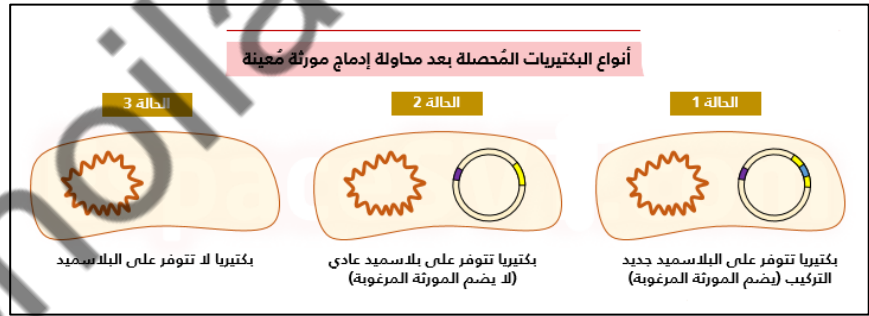 أنواع البكتيريات المُحصلة بعد محاولة إدماج مورثة مُعينة
الحالة 1
الحالة 2
الحالة 3
بكتيريا تتوفر على البلاسميد جديد
التركيب (يضم المورثة المرغوبة)
بكتيريا تتوفر على بلاسميد عادي
(لا يضم المورثة المرغوبة)
بكتيريا لا تتوفر على البلاسميد